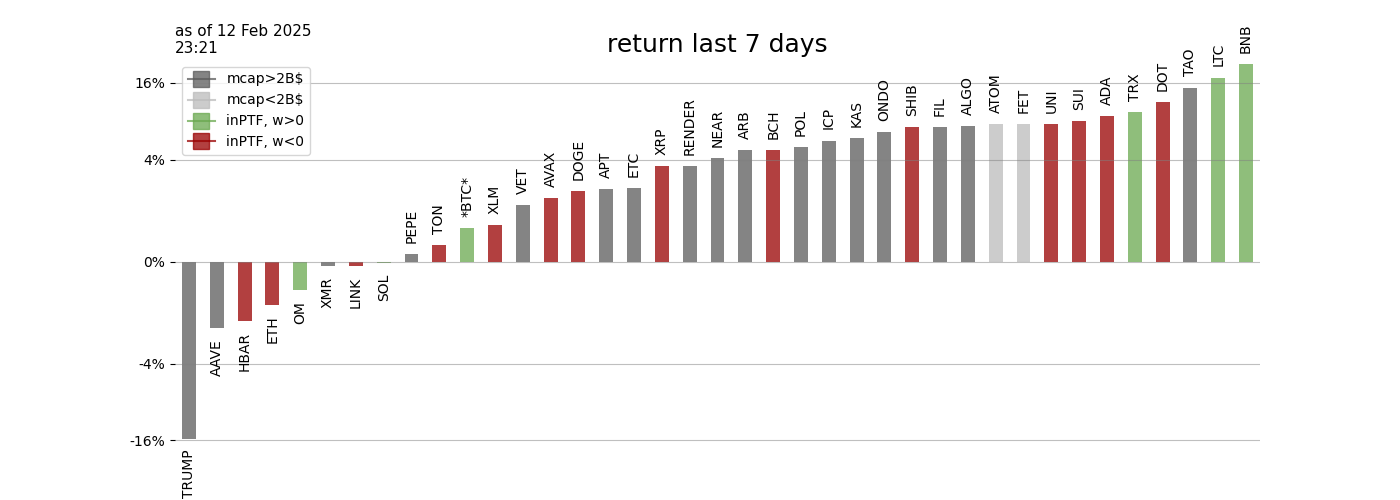 as of 12 Feb 2025
23:21
return last 7 days
mcap>2B$
mcap<2B$
inPTF, w>0
inPTF, w<0
16%
4%
0%
-4%
-16%
TRUMP
AAVE
HBAR
ETH
OM
XMR
LINK
SOL
PEPE
TON
*BTC*
XLM
VET
AVAX
DOGE
APT
ETC
XRP
RENDER
NEAR
ARB
BCH
POL
ICP
KAS
ONDO
SHIB
FIL
ALGO
ATOM
FET
UNI
SUI
ADA
TRX
DOT
TAO
LTC
BNB